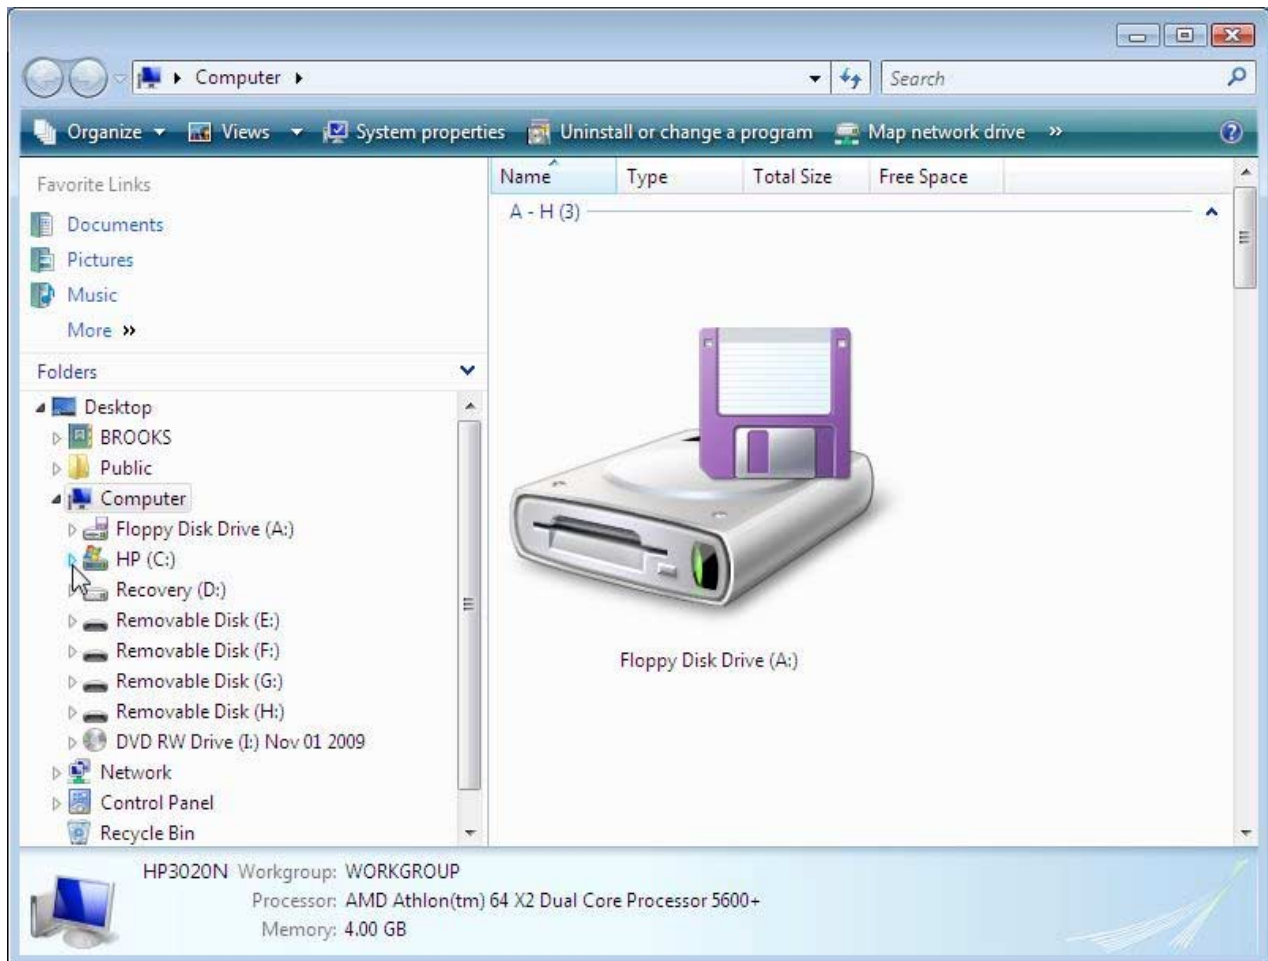 Computer
Search
Organize Views System properties Uninstall or change a program Map network drive »
Favorite Links
Documents
Pictures
Music
More »
Folders
Desktop
BROOKS
Public
Computer
Floppy Disk Drive (A:)
HP (C:)
Recovery (D:)
Removable Disk (E:)
Removable Disk (F:)
Removable Disk (G:)
Removable Disk (H:)
DVD RW Drive (I:) Nov 01 2009
Network
Control Panel
Recycle Bin
Name Type Total Size Free Space
A - H (3)
Floppy Disk Drive (A:)
HP3020N Workgroup: WORKGROUP
Processor: AMD Athlon(tm) 64 X2 Dual Core Processor 5600+
Memory: 4.00 GB